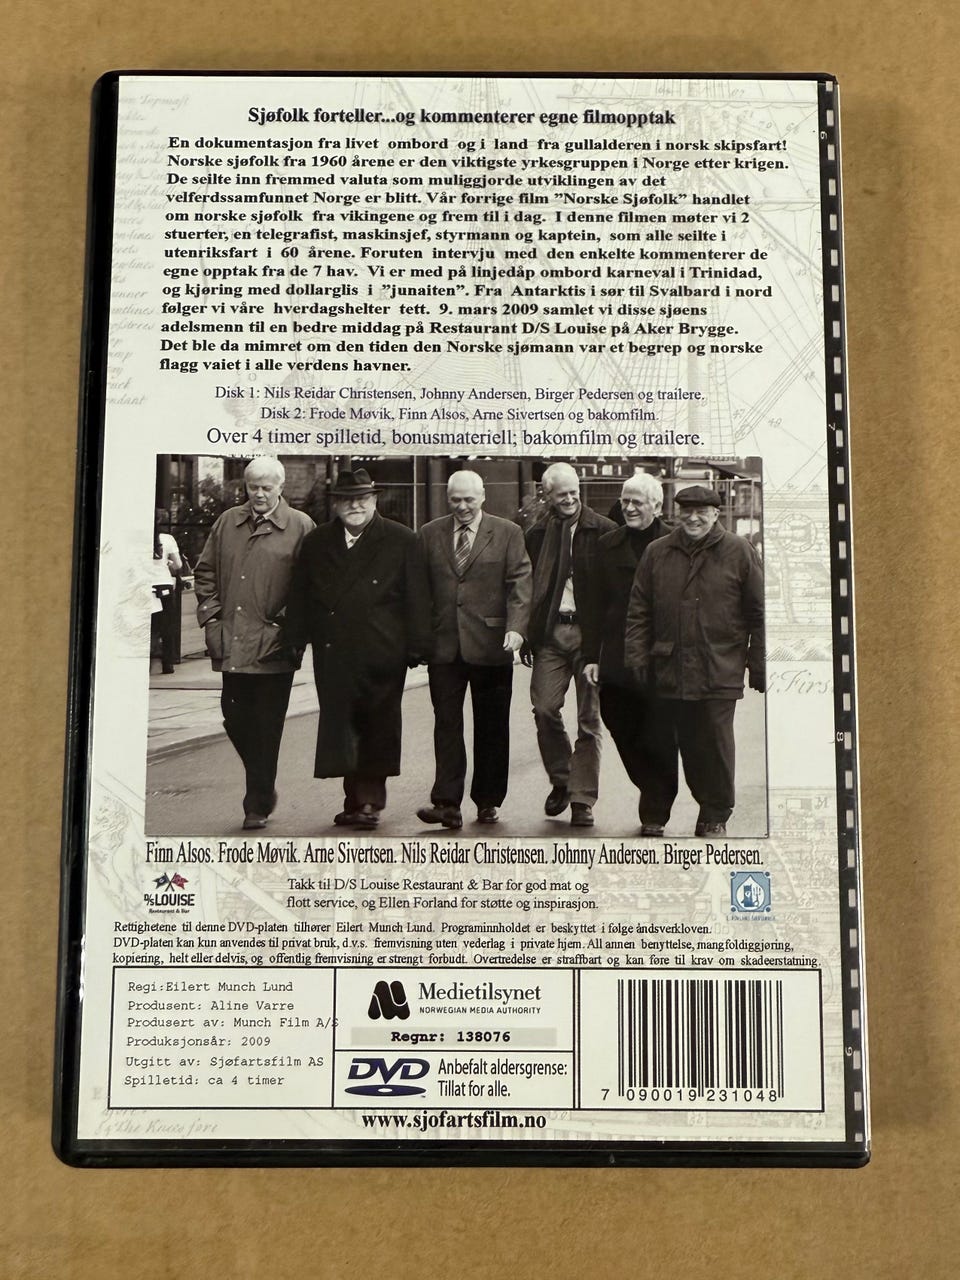 Sjøfolk forteller...og kommenterer egne filmopptak
En dokumentasjon fra livet ombord og i land fra gullalderen i norsk skipsfart!
Norske sjøfolk fra 1960 årene er den viktigste yrkesgruppen i Norge etter krigen.
De seilte inn fremmed valuta som muliggjorde utviklingen av det
velferdssamfunnet Norge er blitt. Vår forrige film ”Norske Sjøfolk” handlet
om norske sjøfolk fra vikingene og frem til i dag. I denne filmen møter vi 2
stuerter, en telegrafist, maskinsjef, styrmann og kaptein, som alle seilte i
utenriksfart i 60 årene. Foruten intervju med den enkelte kommenterer de
egne opptak fra de 7 hav. Vi er med på linjedåp ombord karneval i Trinidad,
og kjøring med dollarglis i ”junaiten”. Fra Antarktis i sør til Svalbard i nord
følger vi våre hverdagshelter tett. 9. mars 2009 samlet vi disse sjøens
adelsmenn til en bedre middag på Restaurant D/S Louise på Aker Brygge.
Det ble da mimret om den tiden den Norske sjømann var et begrep og norske
flagg vaiet i alle verdens havner.
Disk 1: Nils Reidar Christensen, Johnny Andersen, Birger Pedersen og trailere.
Disk 2: Frode Møvik, Finn Alsos, Arne Sivertsen og bakomfilm.
Over 4 timer spilletid, bonusmateriell; bakomfilm og trailere.
Finn Alsos. Frode Møvik. Arne Sivertsen. Nils Reidar Christensen. Johnny Andersen. Birger Pedersen.
D/S LOUISE
Restaurant & Bar
Takk til D/S Louise Restaurant & Bar for god mat og
flott service, og Ellen Forland for støtte og inspirasjon.
Rettighetene til denne DVD-platen tilhører Eilert Munch Lund. Programinnholdet er beskyttet i følge åndsverkloven.
DVD-platen kan kun anvendes til privat bruk, d.v.s. fremvisning uten vederlag i private hjem. All annen benyttelse, mangfoldiggjøring,
kopiering, helt eller delvis, og offentlig fremvisning er strengt forbudt. Overtredelse er straffbart og kan føre til krav om skadeerstatning.
Regi:Eilert Munch Lund
Produsent: Aline Varre
Produsert av: Munch Film A/S
Produksjonsår: 2009
Utgitt av: Sjøfartsfilm AS
Spilletid: ca 4 timer
Medietilsynet
NORWEGIAN MEDIA AUTHORITY
Regnr: 138076
DVD
Anbefalt aldersgrense:
Tillat for alle.
7 090019 231048
www.sjofartsfilm.no
6
7
8
9